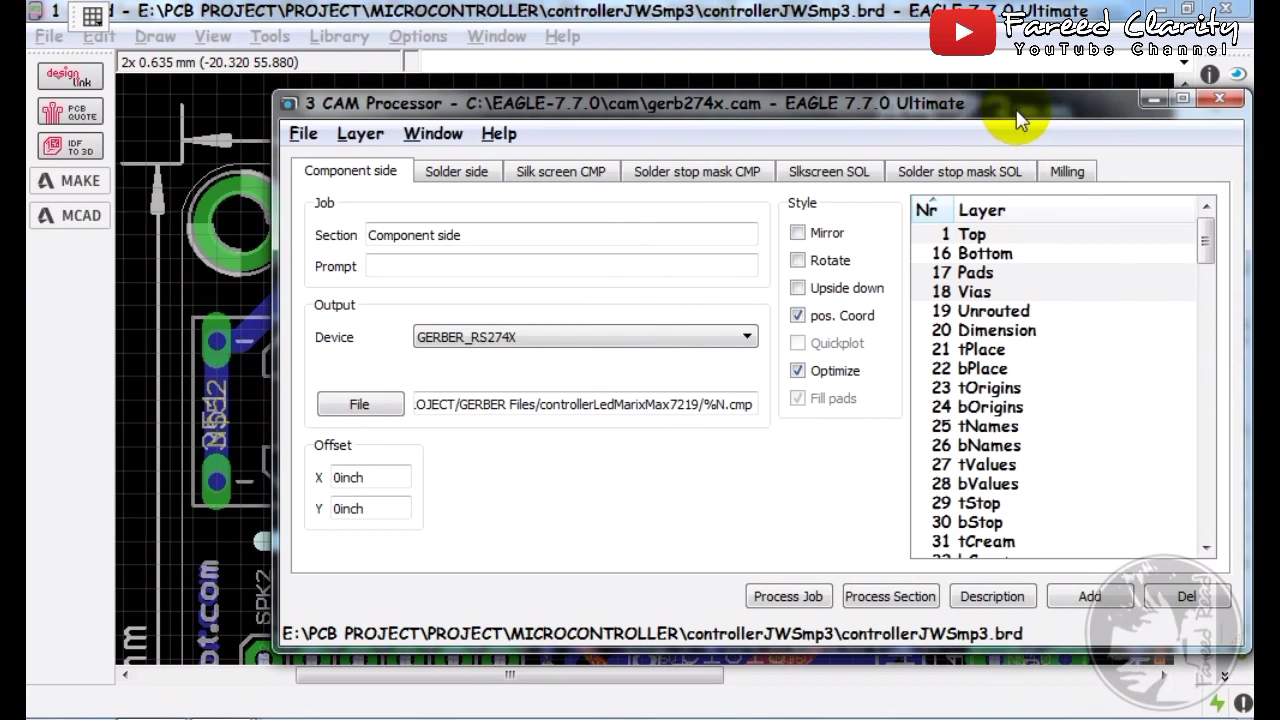 1 d - E:\PCB PROJECT\PROJECT\MICROCONTROLLER\controllerJWSmp3\controllerJWSmp3.brd - EAGLE 7.7.0 Ultimate
Fareed Clarity
YouTube Channel
File Edit Draw View Tools Library Options Window Help
2x 0.635 mm (-20.320 55.880)
design link
PCB QUOTE
IDF TO 3D
MAKE
MCAD
3 CAM Processor - C:\EAGLE-7.7.0\cam\gerb274x.cam - EAGLE 7.7.0 Ultimate
File Layer Window Help
Component side Solder side Silk screen CMP Solder stop mask CMP Silkscreen SOL Solder stop mask SOL Milling
Job
Section Component side
Prompt
Output
Device GERBER_RS274X
File .OJECT/GERBER Files/controllerLedMarixMax7219/%N.cmp
Offset
X 0inch
Y 0inch
Style
Mirror
Rotate
Upside down
pos. Coord
Quickplot
Optimize
Fill pads
Nr Layer
1 Top
16 Bottom
17 Pads
18 Vias
19 Unrouted
20 Dimension
21 tPlace
22 bPlace
23 tOrigins
24 bOrigins
25 tNames
26 bNames
27 tValues
28 bValues
29 tStop
30 bStop
31 tCream
Process Job Process Section Description Add Del
E:\PCB PROJECT\PROJECT\MICROCONTROLLER\controllerJWSmp3\controllerJWSmp3.brd
SPK2
ot.com
mm